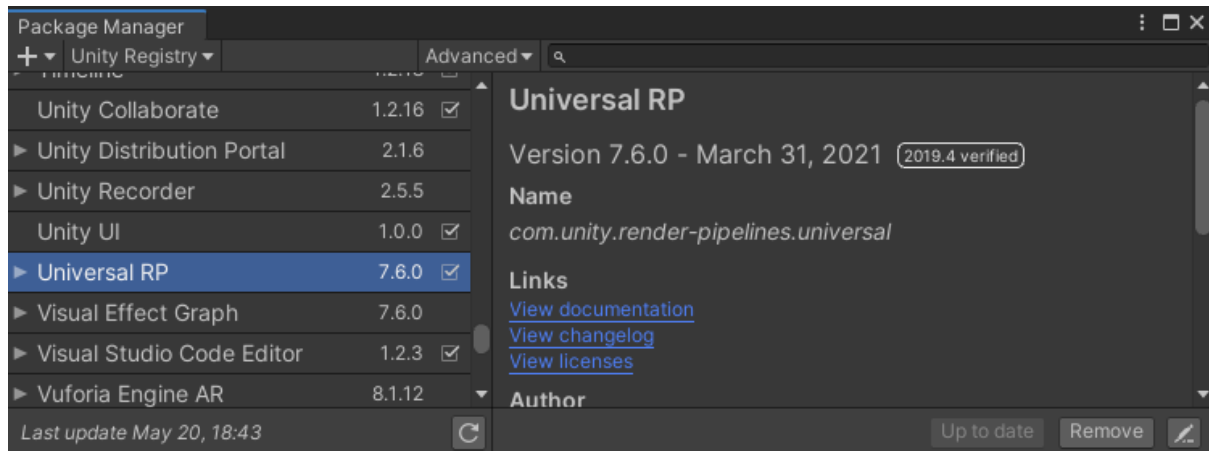 Package Manager
Unity Registry
Advanced
Timeline
Unity Collaborate 1.2.16
Unity Distribution Portal 2.1.6
Unity Recorder 2.5.5
Unity UI 1.0.0
Universal RP 7.6.0
Visual Effect Graph 7.6.0
Visual Studio Code Editor 1.2.3
Vuforia Engine AR 8.1.12
Last update May 20, 18:43
Universal RP
Version 7.6.0 - March 31, 2021 2019.4 verified
Name
com.unity.render-pipelines.universal
Links
View documentation
View changelog
View licenses
Author
Up to date Remove